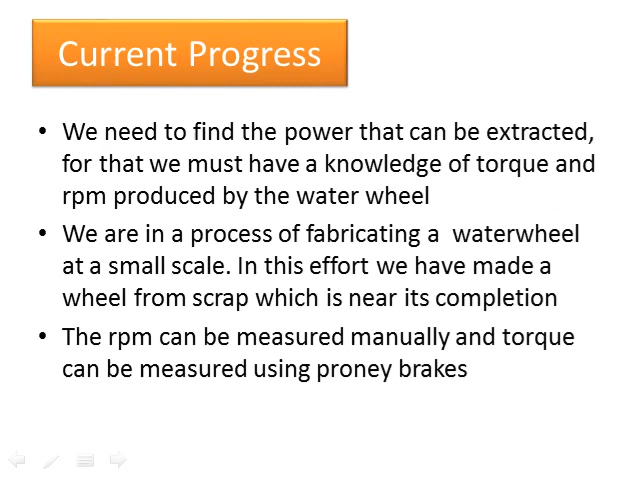 Current Progress
• We need to find the power that can be extracted,
for that we must have a knowledge of torque and
rpm produced by the water wheel
• We are in a process of fabricating a  waterwheel
at a small scale. In this effort we have made a
wheel from scrap which is near its completion
• The rpm can be measured manually and torque
can be measured using proney brakes